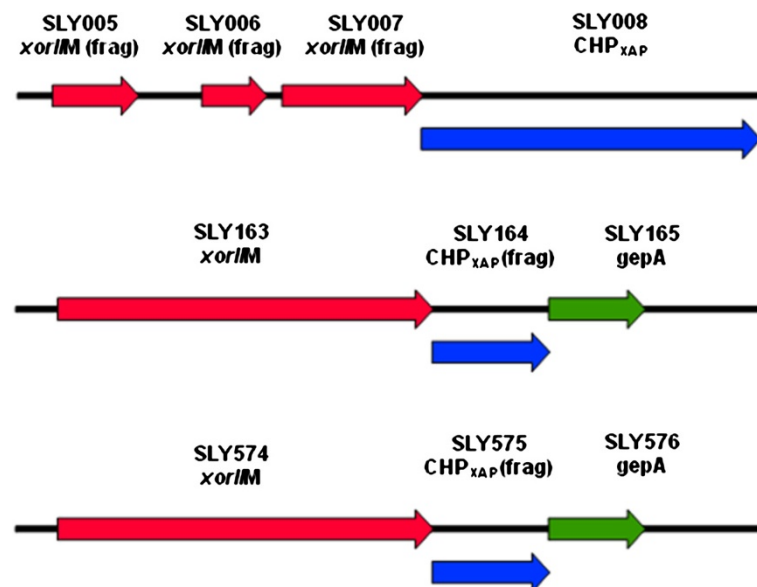 SLY005 SLY006 SLY007 SLY008
xorIIM (frag) xorIIM (frag) xorIIM (frag) CHPXAP
SLY163 SLY164 SLY165
xorIIM CHPXAP(frag) gepA
SLY574 SLY575 SLY576
xorIIM CHPXAP(frag) gepA